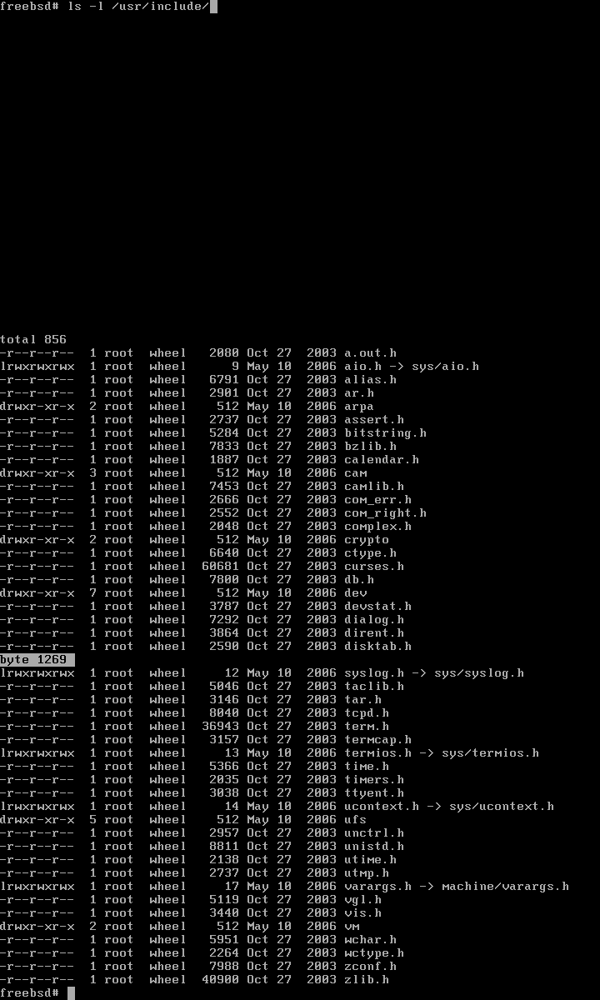 freebsd# ls -l /usr/include/
total 856
-r--r--r--  1 root  wheel   2080 Oct 27  2003 a.out.h
lrwxrwxrwx  1 root  wheel      9 May 10  2006 aio.h -> sys/aio.h
-r--r--r--  1 root  wheel   6791 Oct 27  2003 alias.h
-r--r--r--  1 root  wheel   2901 Oct 27  2003 ar.h
drwxr-xr-x  2 root  wheel    512 May 10  2006 arpa
-r--r--r--  1 root  wheel   2737 Oct 27  2003 assert.h
-r--r--r--  1 root  wheel   5284 Oct 27  2003 bitstring.h
-r--r--r--  1 root  wheel   7833 Oct 27  2003 bzlib.h
-r--r--r--  1 root  wheel   1887 Oct 27  2003 calendar.h
drwxr-xr-x  3 root  wheel    512 May 10  2006 cam
-r--r--r--  1 root  wheel   7453 Oct 27  2003 camlib.h
-r--r--r--  1 root  wheel   2666 Oct 27  2003 com_err.h
-r--r--r--  1 root  wheel   2552 Oct 27  2003 com_right.h
-r--r--r--  1 root  wheel   2048 Oct 27  2003 complex.h
drwxr-xr-x  2 root  wheel    512 May 10  2006 crypto
-r--r--r--  1 root  wheel   6640 Oct 27  2003 ctype.h
-r--r--r--  1 root  wheel  60681 Oct 27  2003 curses.h
-r--r--r--  1 root  wheel   7800 Oct 27  2003 db.h
drwxr-xr-x  7 root  wheel    512 May 10  2006 dev
-r--r--r--  1 root  wheel   3787 Oct 27  2003 devstat.h
-r--r--r--  1 root  wheel   7292 Oct 27  2003 dialog.h
-r--r--r--  1 root  wheel   3864 Oct 27  2003 dirent.h
-r--r--r--  1 root  wheel   2590 Oct 27  2003 disktab.h
byte 1269
lrwxrwxrwx  1 root  wheel     12 May 10  2006 syslog.h -> sys/syslog.h
-r--r--r--  1 root  wheel   5046 Oct 27  2003 taclib.h
-r--r--r--  1 root  wheel   3146 Oct 27  2003 tar.h
-r--r--r--  1 root  wheel   8040 Oct 27  2003 tcpd.h
-r--r--r--  1 root  wheel  36943 Oct 27  2003 term.h
-r--r--r--  1 root  wheel   3157 Oct 27  2003 termcap.h
lrwxrwxrwx  1 root  wheel     13 May 10  2006 termios.h -> sys/termios.h
-r--r--r--  1 root  wheel   5366 Oct 27  2003 time.h
-r--r--r--  1 root  wheel   2035 Oct 27  2003 timers.h
-r--r--r--  1 root  wheel   3038 Oct 27  2003 ttyent.h
lrwxrwxrwx  1 root  wheel     14 May 10  2006 ucontext.h -> sys/ucontext.h
drwxr-xr-x  5 root  wheel    512 May 10  2006 ufs
-r--r--r--  1 root  wheel   2957 Oct 27  2003 unctrl.h
-r--r--r--  1 root  wheel   8811 Oct 27  2003 unistd.h
-r--r--r--  1 root  wheel   2138 Oct 27  2003 utime.h
-r--r--r--  1 root  wheel   2737 Oct 27  2003 utmp.h
lrwxrwxrwx  1 root  wheel     17 May 10  2006 varargs.h -> machine/varargs.h
-r--r--r--  1 root  wheel   5119 Oct 27  2003 vgl.h
-r--r--r--  1 root  wheel   3440 Oct 27  2003 vis.h
drwxr-xr-x  2 root  wheel    512 May 10  2006 vm
-r--r--r--  1 root  wheel   5951 Oct 27  2003 wchar.h
-r--r--r--  1 root  wheel   2264 Oct 27  2003 wctype.h
-r--r--r--  1 root  wheel   7988 Oct 27  2003 zconf.h
-r--r--r--  1 root  wheel  40900 Oct 27  2003 zlib.h
freebsd#